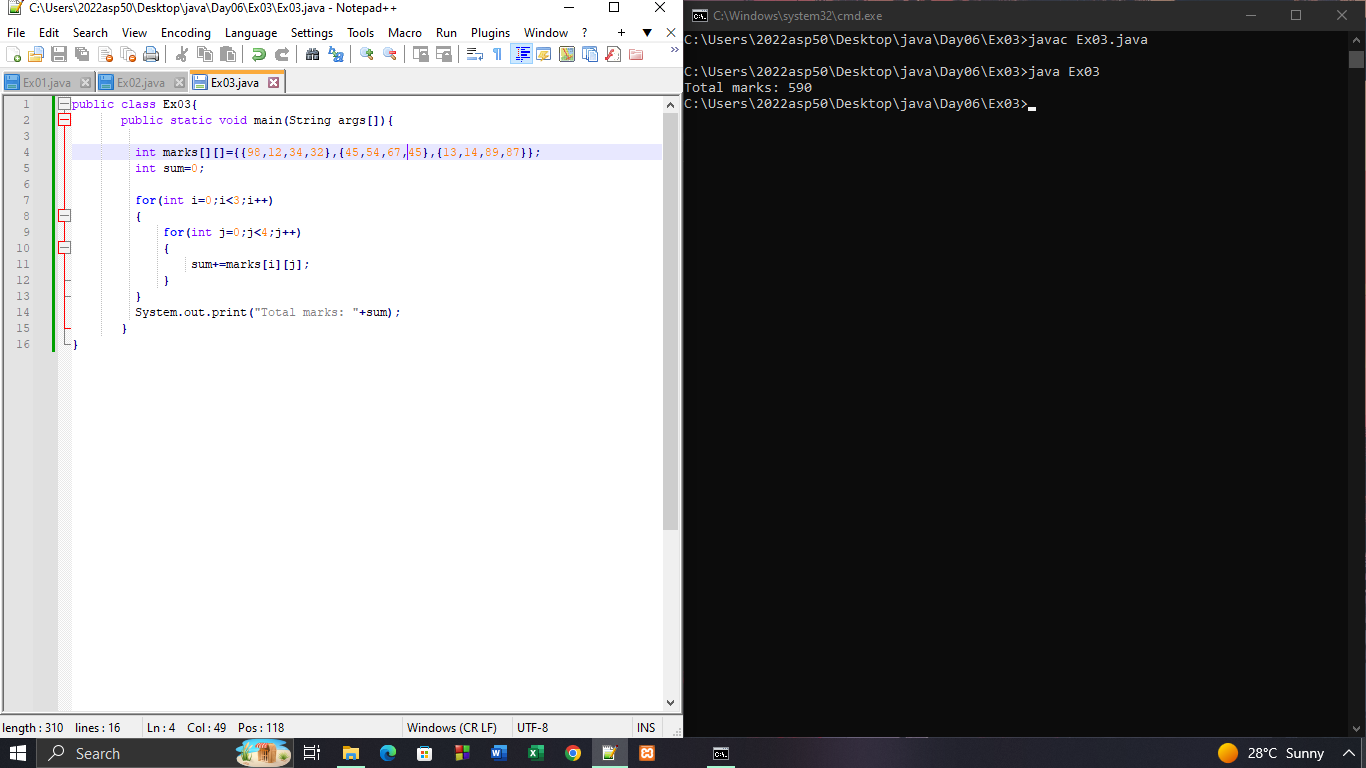 C:\Users\2022asp50\Desktop\java\Day06\Ex03\Ex03.java - Notepad++
File Edit Search View Encoding Language Settings Tools Macro Run Plugins Window ? + ▼ X
Ex01.java Ex02.java Ex03.java
1 public class Ex03{
2 public static void main(String args[]){
3
4 int marks[][]={{98,12,34,32},{45,54,67,45},{13,14,89,87}};
5 int sum=0;
6
7 for(int i=0;i<3;i++)
8 {
9 for(int j=0;j<4;j++)
10 {
11 sum+=marks[i][j];
12 }
13 }
14 System.out.print("Total marks: "+sum);
15 }
16 }
length : 310 lines : 16 Ln : 4 Col : 49 Pos : 118 Windows (CR LF) UTF-8 INS
C:\Windows\system32\cmd.exe
C:\Users\2022asp50\Desktop\java\Day06\Ex03>javac Ex03.java
C:\Users\2022asp50\Desktop\java\Day06\Ex03>java Ex03
Total marks: 590
C:\Users\2022asp50\Desktop\java\Day06\Ex03>
Search
28°C Sunny